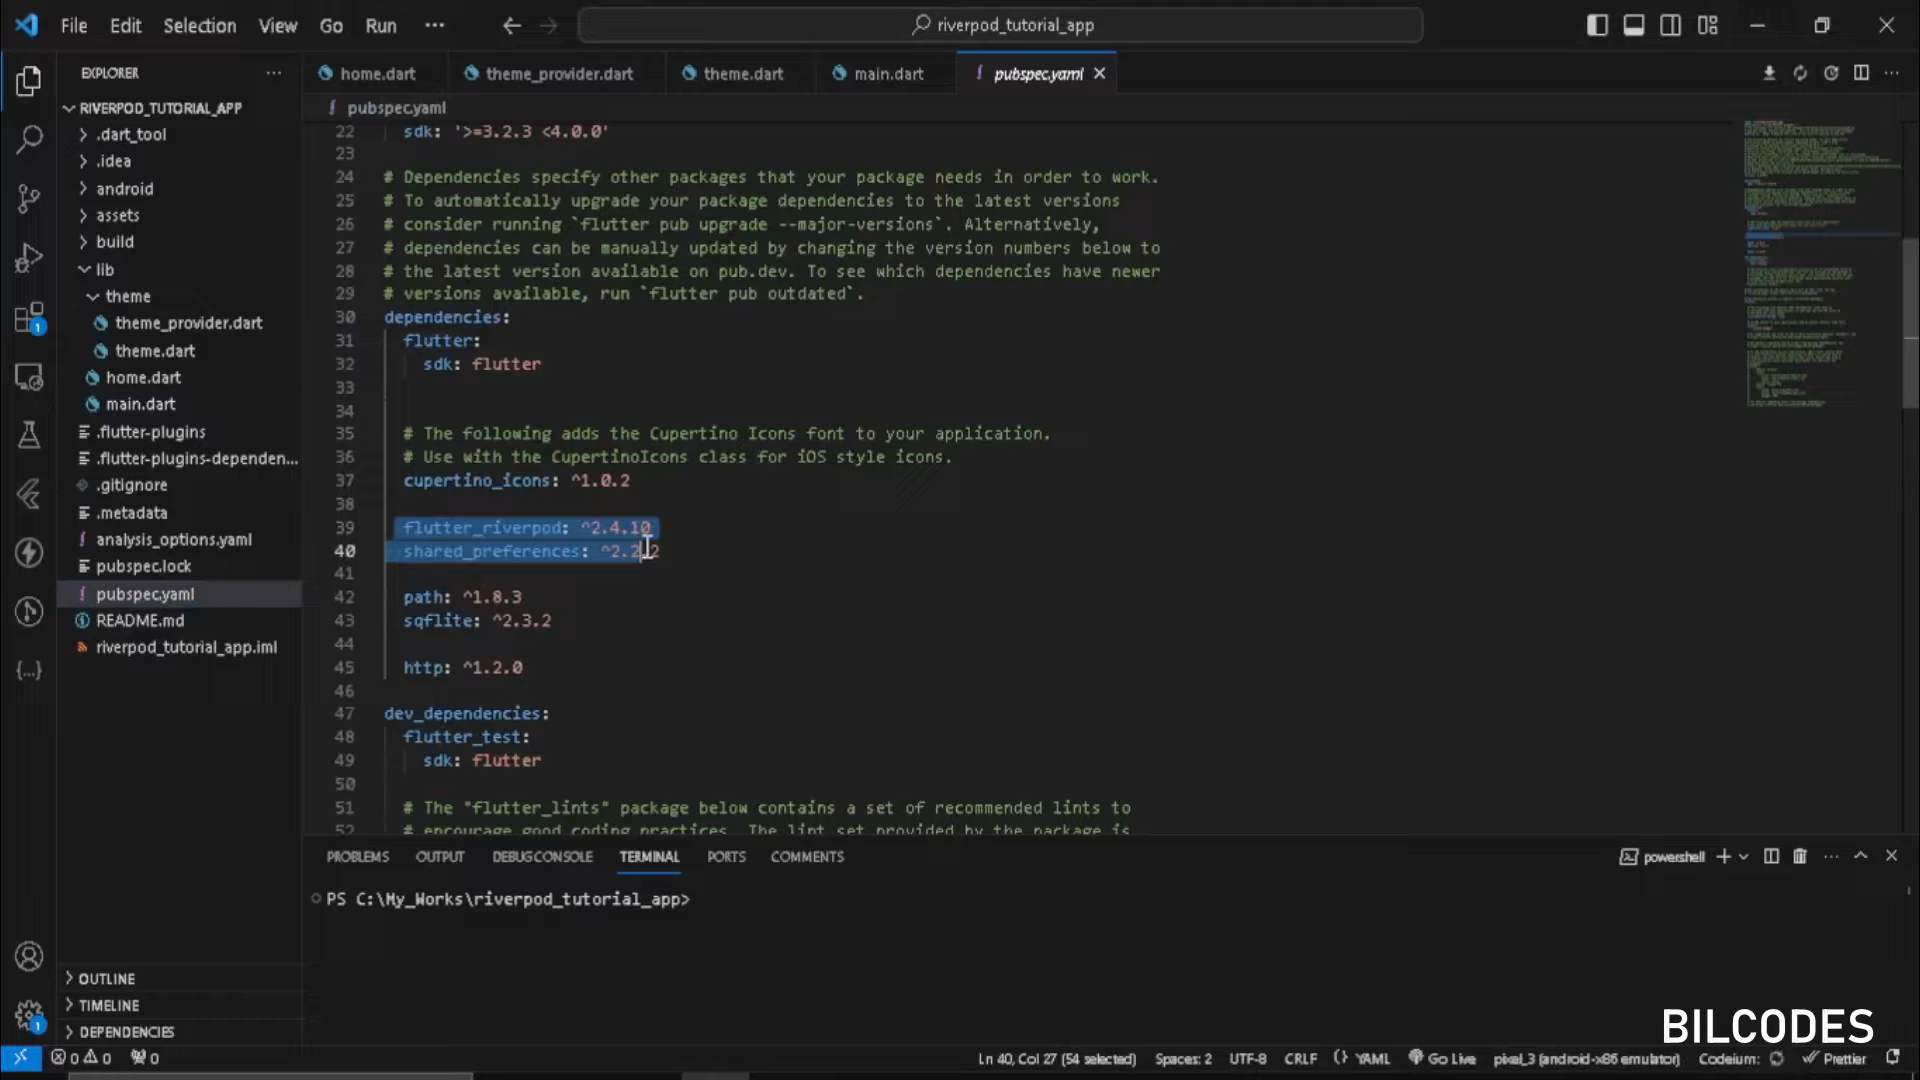 File Edit Selection View Go Run ··· riverpod_tutorial_app
EXPLORER ···
home.dart theme_provider.dart theme.dart main.dart pubspec.yaml
RIVERPOD_TUTORIAL_APP
.dart_tool
.idea
android
assets
build
lib
theme
theme_provider.dart
theme.dart
home.dart
main.dart
.flutter-plugins
.flutter-plugins-dependen...
.gitignore
.metadata
analysis_options.yaml
pubspec.lock
pubspec.yaml
README.md
riverpod_tutorial_app.iml
OUTLINE
TIMELINE
DEPENDENCIES
pubspec.yaml
22 sdk: '>=3.2.3 <4.0.0'
23
24 # Dependencies specify other packages that your package needs in order to work.
25 # To automatically upgrade your package dependencies to the latest versions
26 # consider running `flutter pub upgrade --major-versions`. Alternatively,
27 # dependencies can be manually updated by changing the version numbers below to
28 # the latest version available on pub.dev. To see which dependencies have newer
29 # versions available, run `flutter pub outdated`.
30 dependencies:
31 flutter:
32 sdk: flutter
33
34
35 # The following adds the Cupertino Icons font to your application.
36 # Use with the CupertinoIcons class for iOS style icons.
37 cupertino_icons: ^1.0.2
38
39 flutter_riverpod: ^2.4.10
40 shared_preferences: ^2.2.2
41
42 path: ^1.8.3
43 sqflite: ^2.3.2
44
45 http: ^1.2.0
46
47 dev_dependencies:
48 flutter_test:
49 sdk: flutter
50
51 # The "flutter_lints" package below contains a set of recommended lints to
52 # encourage good coding practices. The lint set provided by the package is
PROBLEMS OUTPUT DEBUG CONSOLE TERMINAL PORTS COMMENTS powershell
PS C:\My_Works\riverpod_tutorial_app>
BILCODES
0 0 0 Ln 40, Col 27 (54 selected) Spaces: 2 UTF-8 CRLF YAML Go Live pixel_3 (android-x86 emulator) Codeium: Prettier